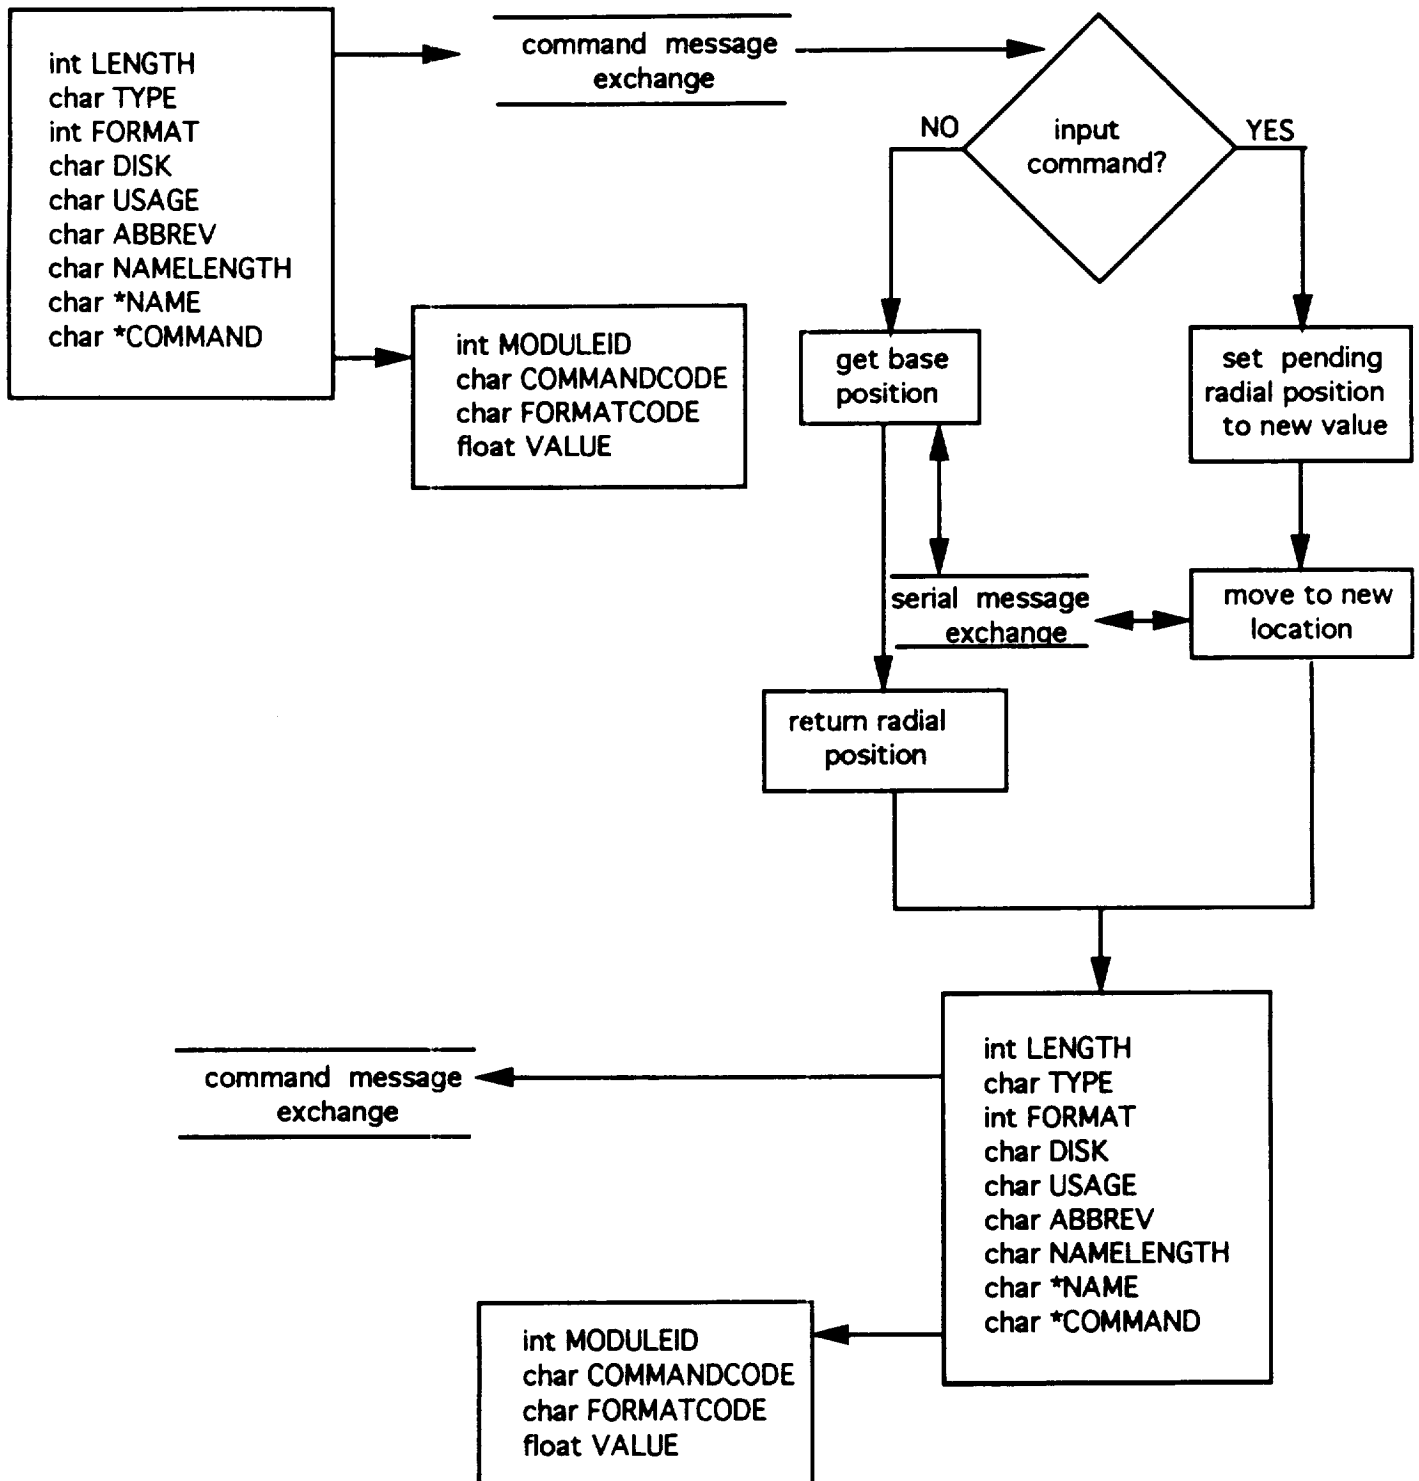 int LENGTH
char TYPE
int FORMAT
char DISK
char USAGE
char ABBREV
char NAMELENGTH
char *NAME
char *COMMAND
command message
exchange
input
command?
NO
YES
int MODULEID
char COMMANDCODE
char FORMATCODE
float VALUE
get base
position
set pending
radial position
to new value
serial message
exchange
move to new
location
return radial
position
int LENGTH
char TYPE
int FORMAT
char DISK
char USAGE
char ABBREV
char NAMELENGTH
char *NAME
char *COMMAND
command message
exchange
int MODULEID
char COMMANDCODE
char FORMATCODE
float VALUE